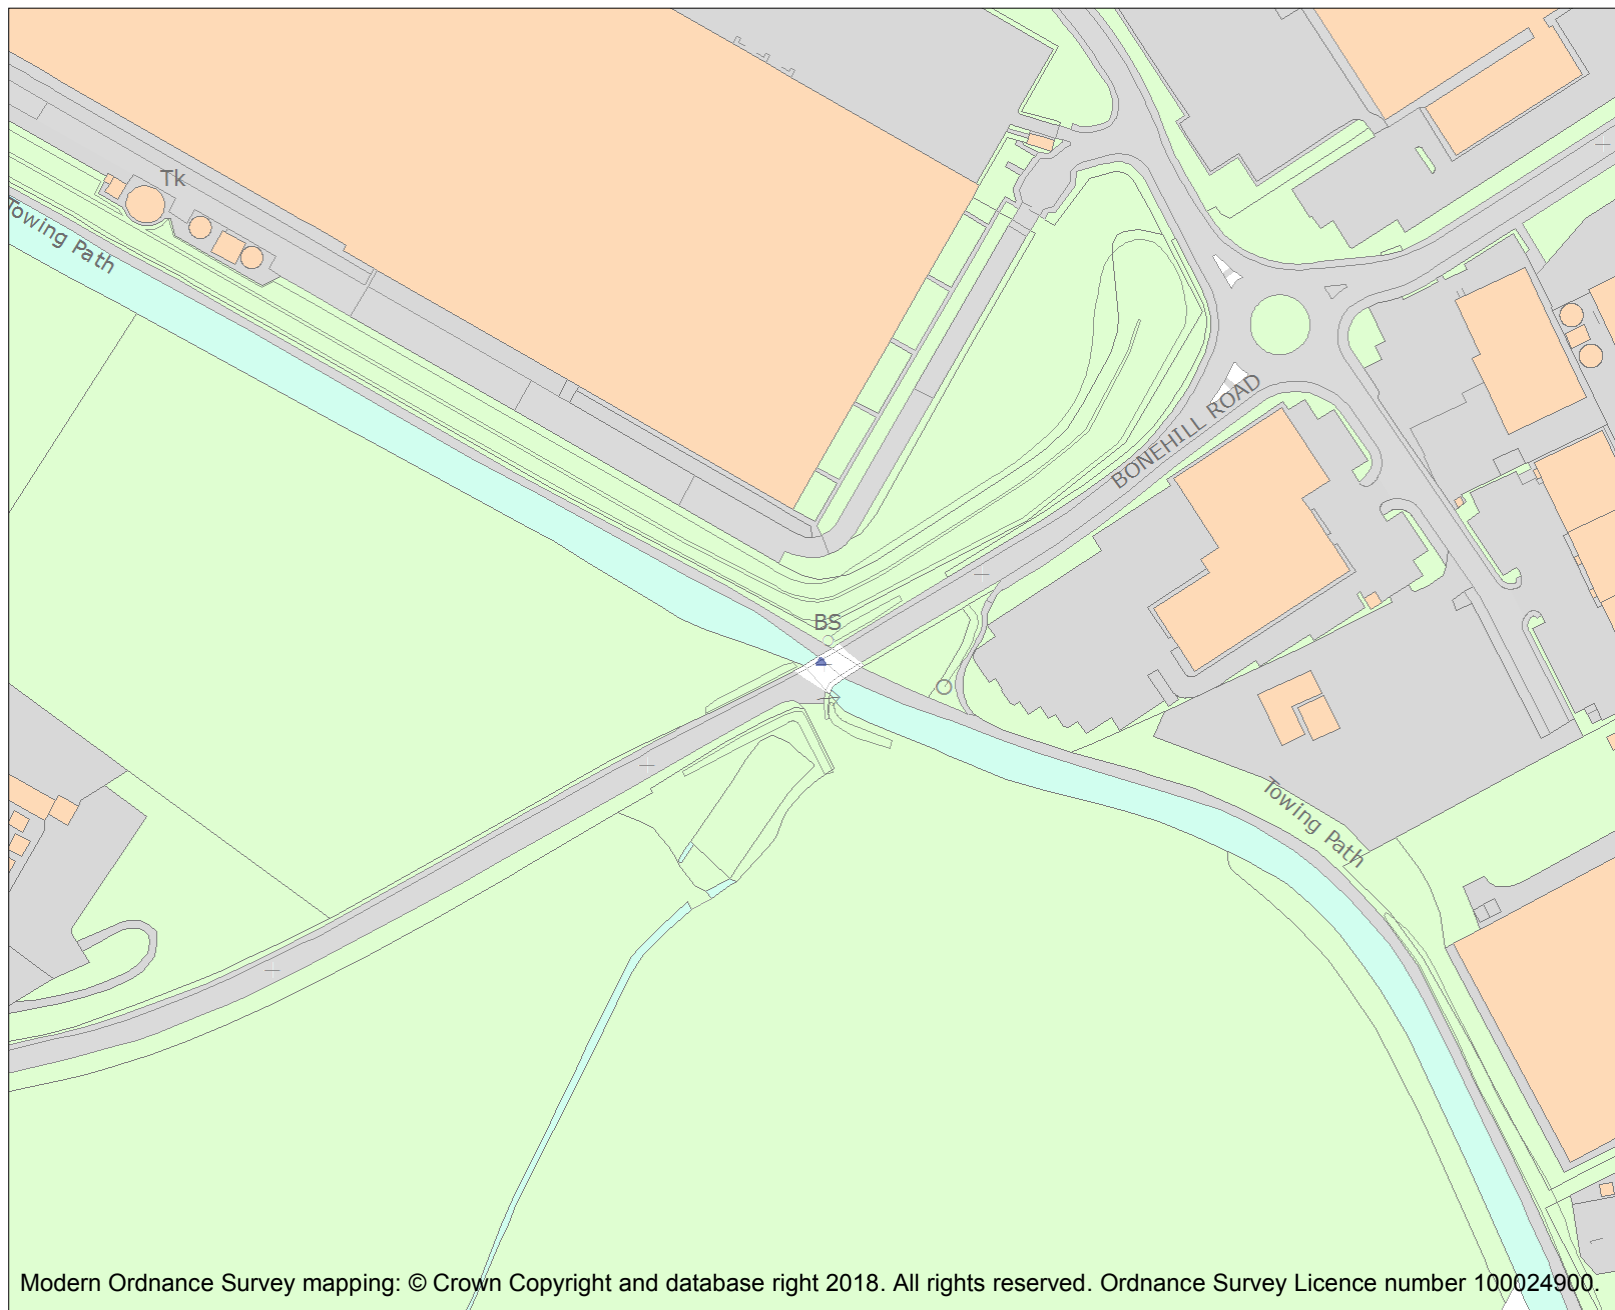 Tk
Towing Path
BONEHILL ROAD
BS
Towing Path
Modern Ordnance Survey mapping: © Crown Copyright and database right 2018. All rights reserved. Ordnance Survey Licence number 100024900.